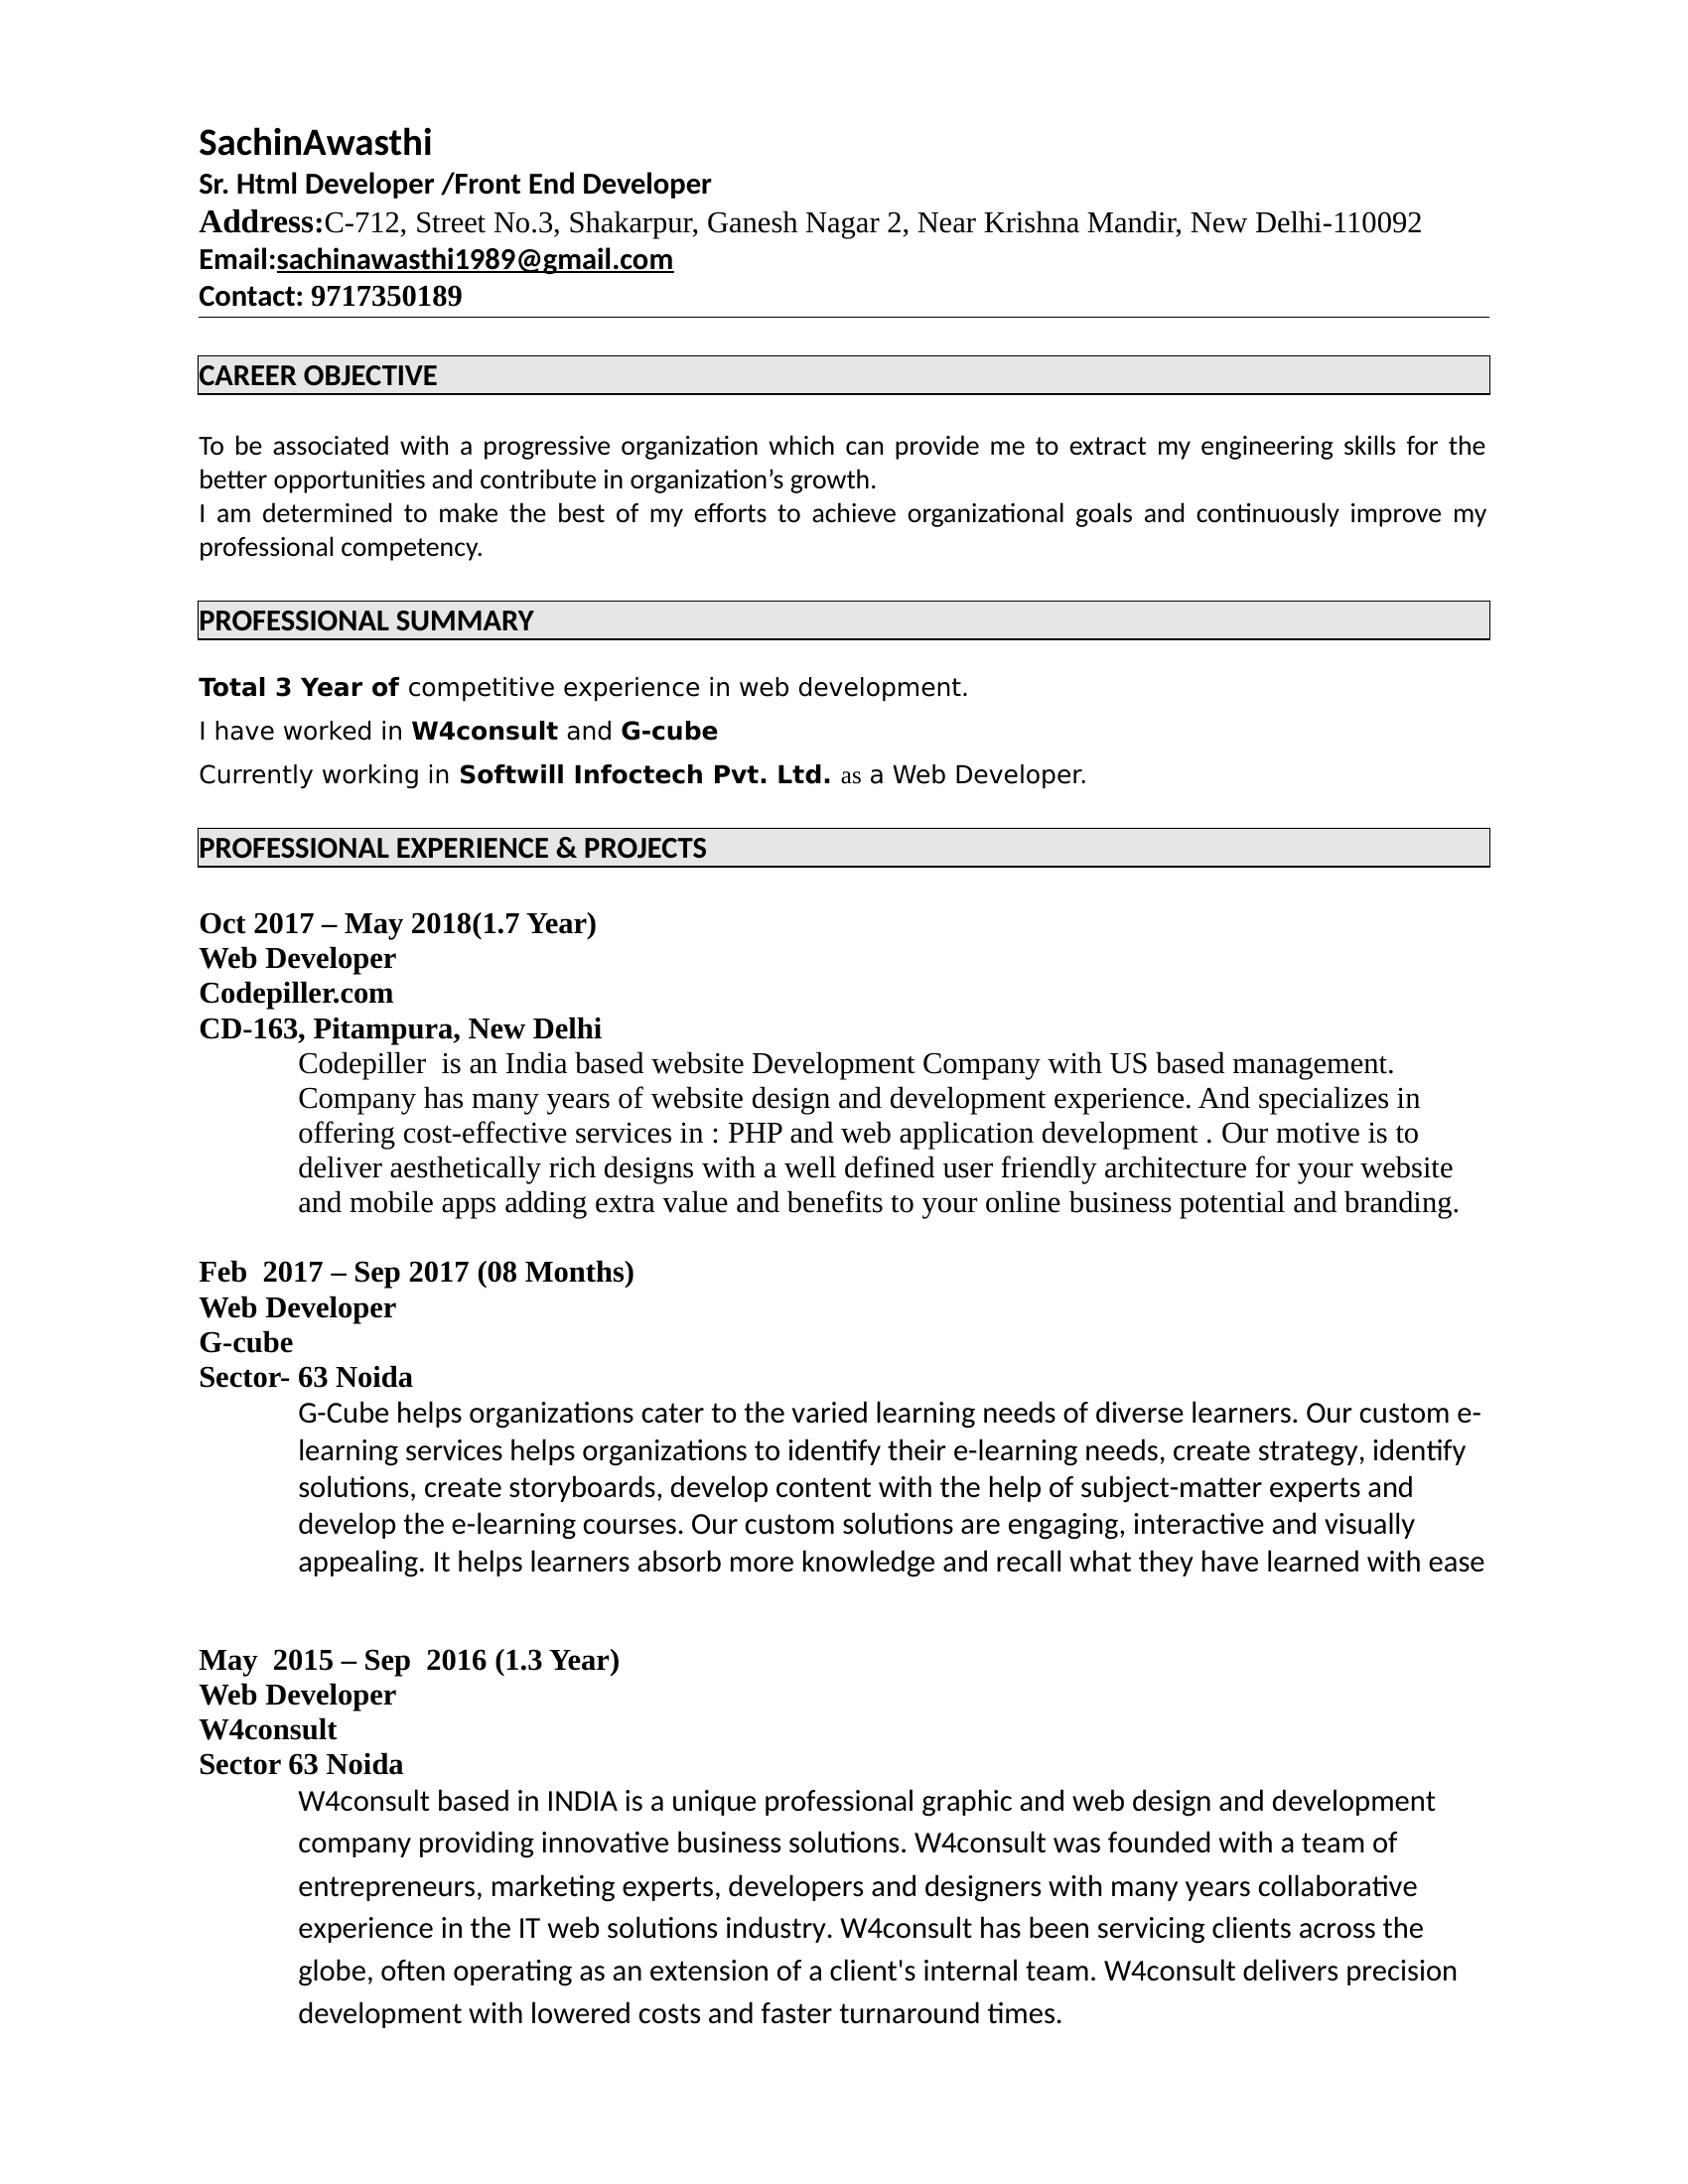 SachinAwasthi
Sr. Html Developer /Front End Developer
Address:C-712, Street No.3, Shakarpur, Ganesh Nagar 2, Near Krishna Mandir, New Delhi-110092
Email:sachinawasthi1989@gmail.com
Contact: 9717350189
CAREER OBJECTIVE
To be associated with a progressive organization which can provide me to extract my engineering skills for the
better opportunities and contribute in organization’s growth.
I am determined to make the best of my efforts to achieve organizational goals and continuously improve my
professional competency.
PROFESSIONAL SUMMARY
Total 3 Year of competitive experience in web development.
I have worked in W4consult and G-cube
Currently working in Softwill Infoctech Pvt. Ltd. as a Web Developer.
PROFESSIONAL EXPERIENCE & PROJECTS
Oct 2017 – May 2018(1.7 Year)
Web Developer
Codepiller.com
CD-163, Pitampura, New Delhi
Codepiller  is an India based website Development Company with US based management.
Company has many years of website design and development experience. And specializes in
offering cost-effective services in : PHP and web application development . Our motive is to
deliver aesthetically rich designs with a well defined user friendly architecture for your website
and mobile apps adding extra value and benefits to your online business potential and branding.
Feb  2017 – Sep 2017 (08 Months)
Web Developer
G-cube
Sector- 63 Noida
G-Cube helps organizations cater to the varied learning needs of diverse learners. Our custom e-
learning services helps organizations to identify their e-learning needs, create strategy, identify
solutions, create storyboards, develop content with the help of subject-matter experts and
develop the e-learning courses. Our custom solutions are engaging, interactive and visually
appealing. It helps learners absorb more knowledge and recall what they have learned with ease
May  2015 – Sep  2016 (1.3 Year)
Web Developer
W4consult
Sector 63 Noida
W4consult based in INDIA is a unique professional graphic and web design and development
company providing innovative business solutions. W4consult was founded with a team of
entrepreneurs, marketing experts, developers and designers with many years collaborative
experience in the IT web solutions industry. W4consult has been servicing clients across the
globe, often operating as an extension of a client's internal team. W4consult delivers precision
development with lowered costs and faster turnaround times.